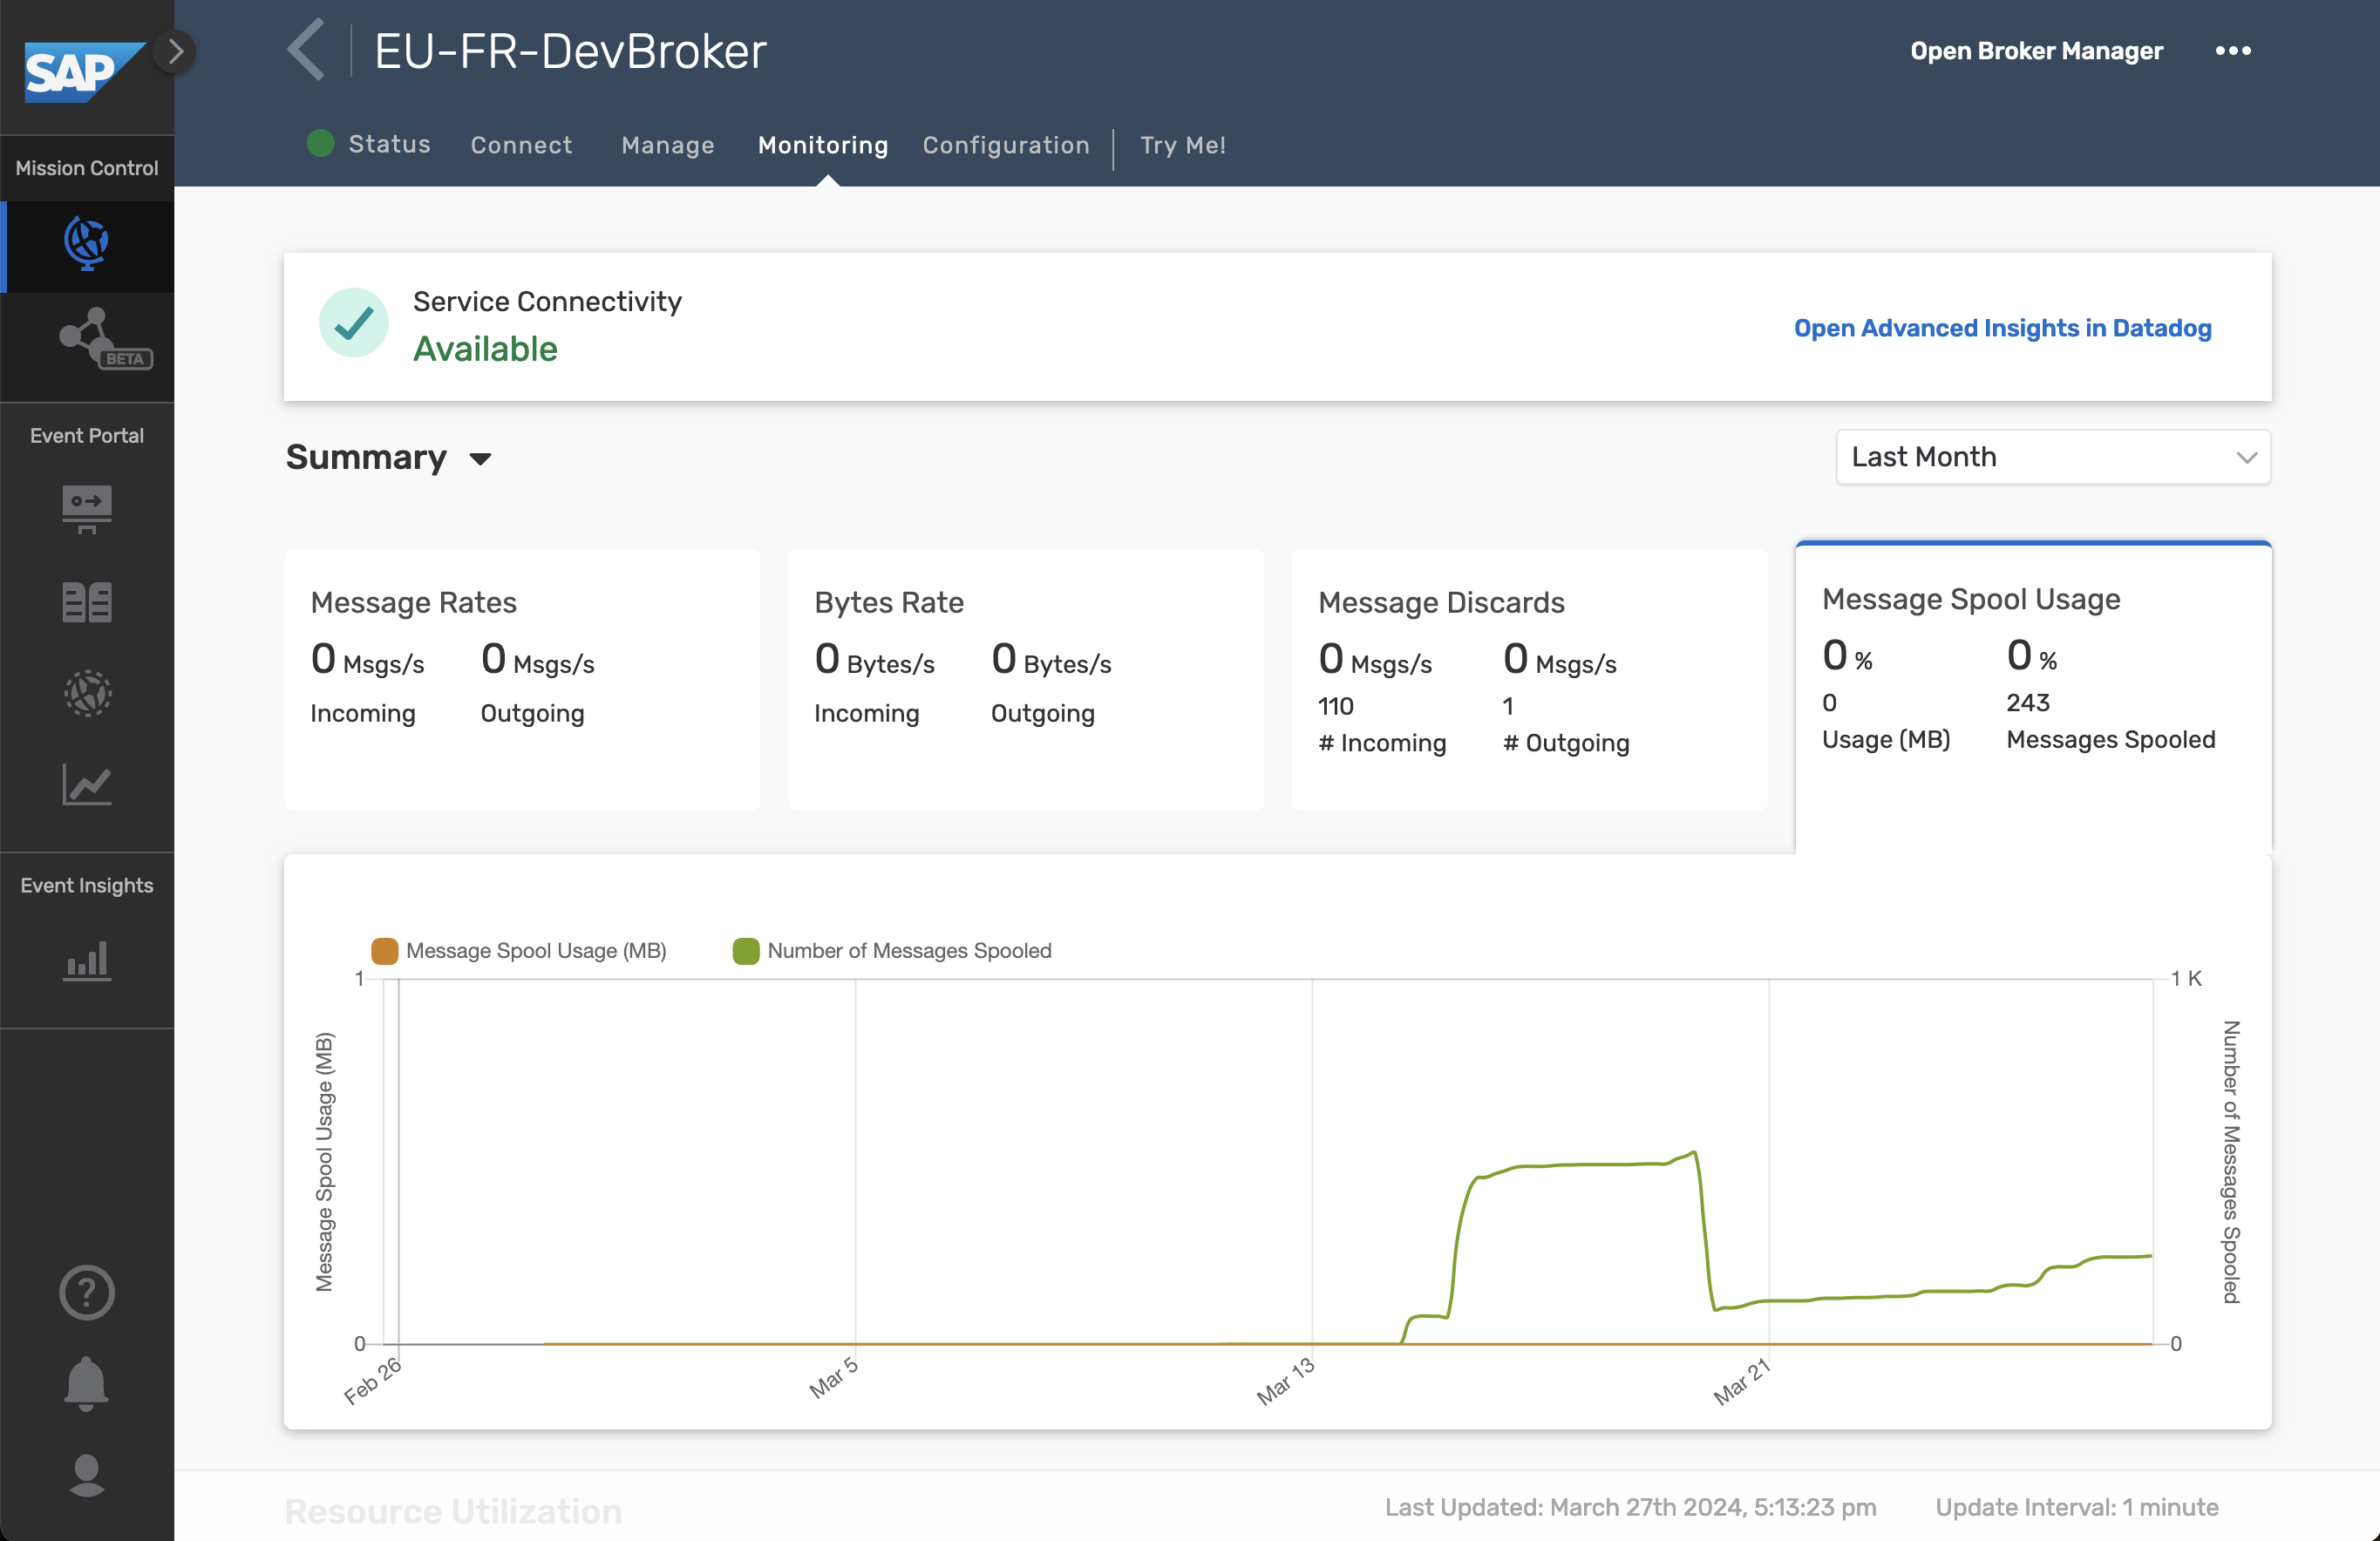 SAP
EU-FR-DevBroker
Open Broker Manager
Status Connect Manage Monitoring Configuration Try Me!
Mission Control
BETA
Event Portal
Event Insights
Service Connectivity
Available
Open Advanced Insights in Datadog
Summary
Last Month
Message Rates
0 Msgs/s 0 Msgs/s
Incoming Outgoing
Bytes Rate
0 Bytes/s 0 Bytes/s
Incoming Outgoing
Message Discards
0 Msgs/s 0 Msgs/s
110 1
# Incoming # Outgoing
Message Spool Usage
0 % 0 %
0 243
Usage (MB) Messages Spooled
Message Spool Usage (MB) Number of Messages Spooled
1
0
Message Spool Usage (MB)
1 K
0
Number of Messages Spooled
Feb 26 Mar 5 Mar 13 Mar 21
Resource Utilization
Last Updated: March 27th 2024, 5:13:23 pm Update Interval: 1 minute